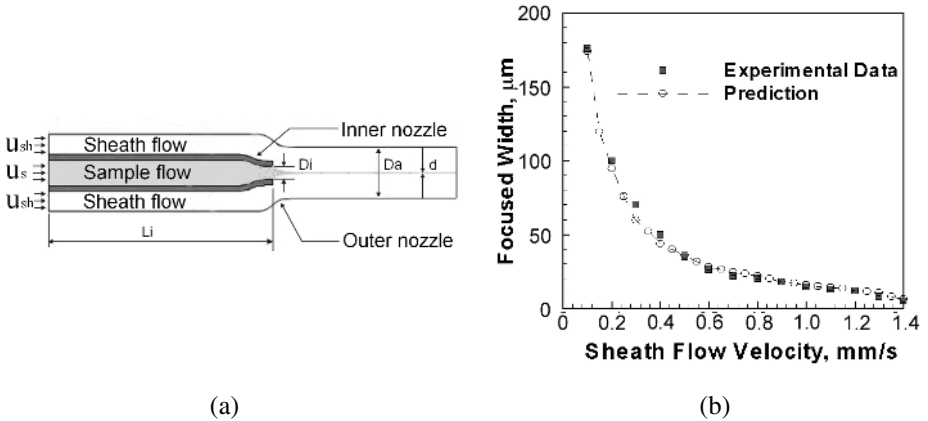 Inner nozzle
u_sh
Sheath flow
u_s
Sample flow
Di
Da
d
u_sh
Sheath flow
Li
Outer nozzle
(a)
200
150
100
50
0
Focused Width, μm
Experimental Data
Prediction
0 0.2 0.4 0.6 0.8 1.0 1.2 1.4
Sheath Flow Velocity, mm/s
(b)